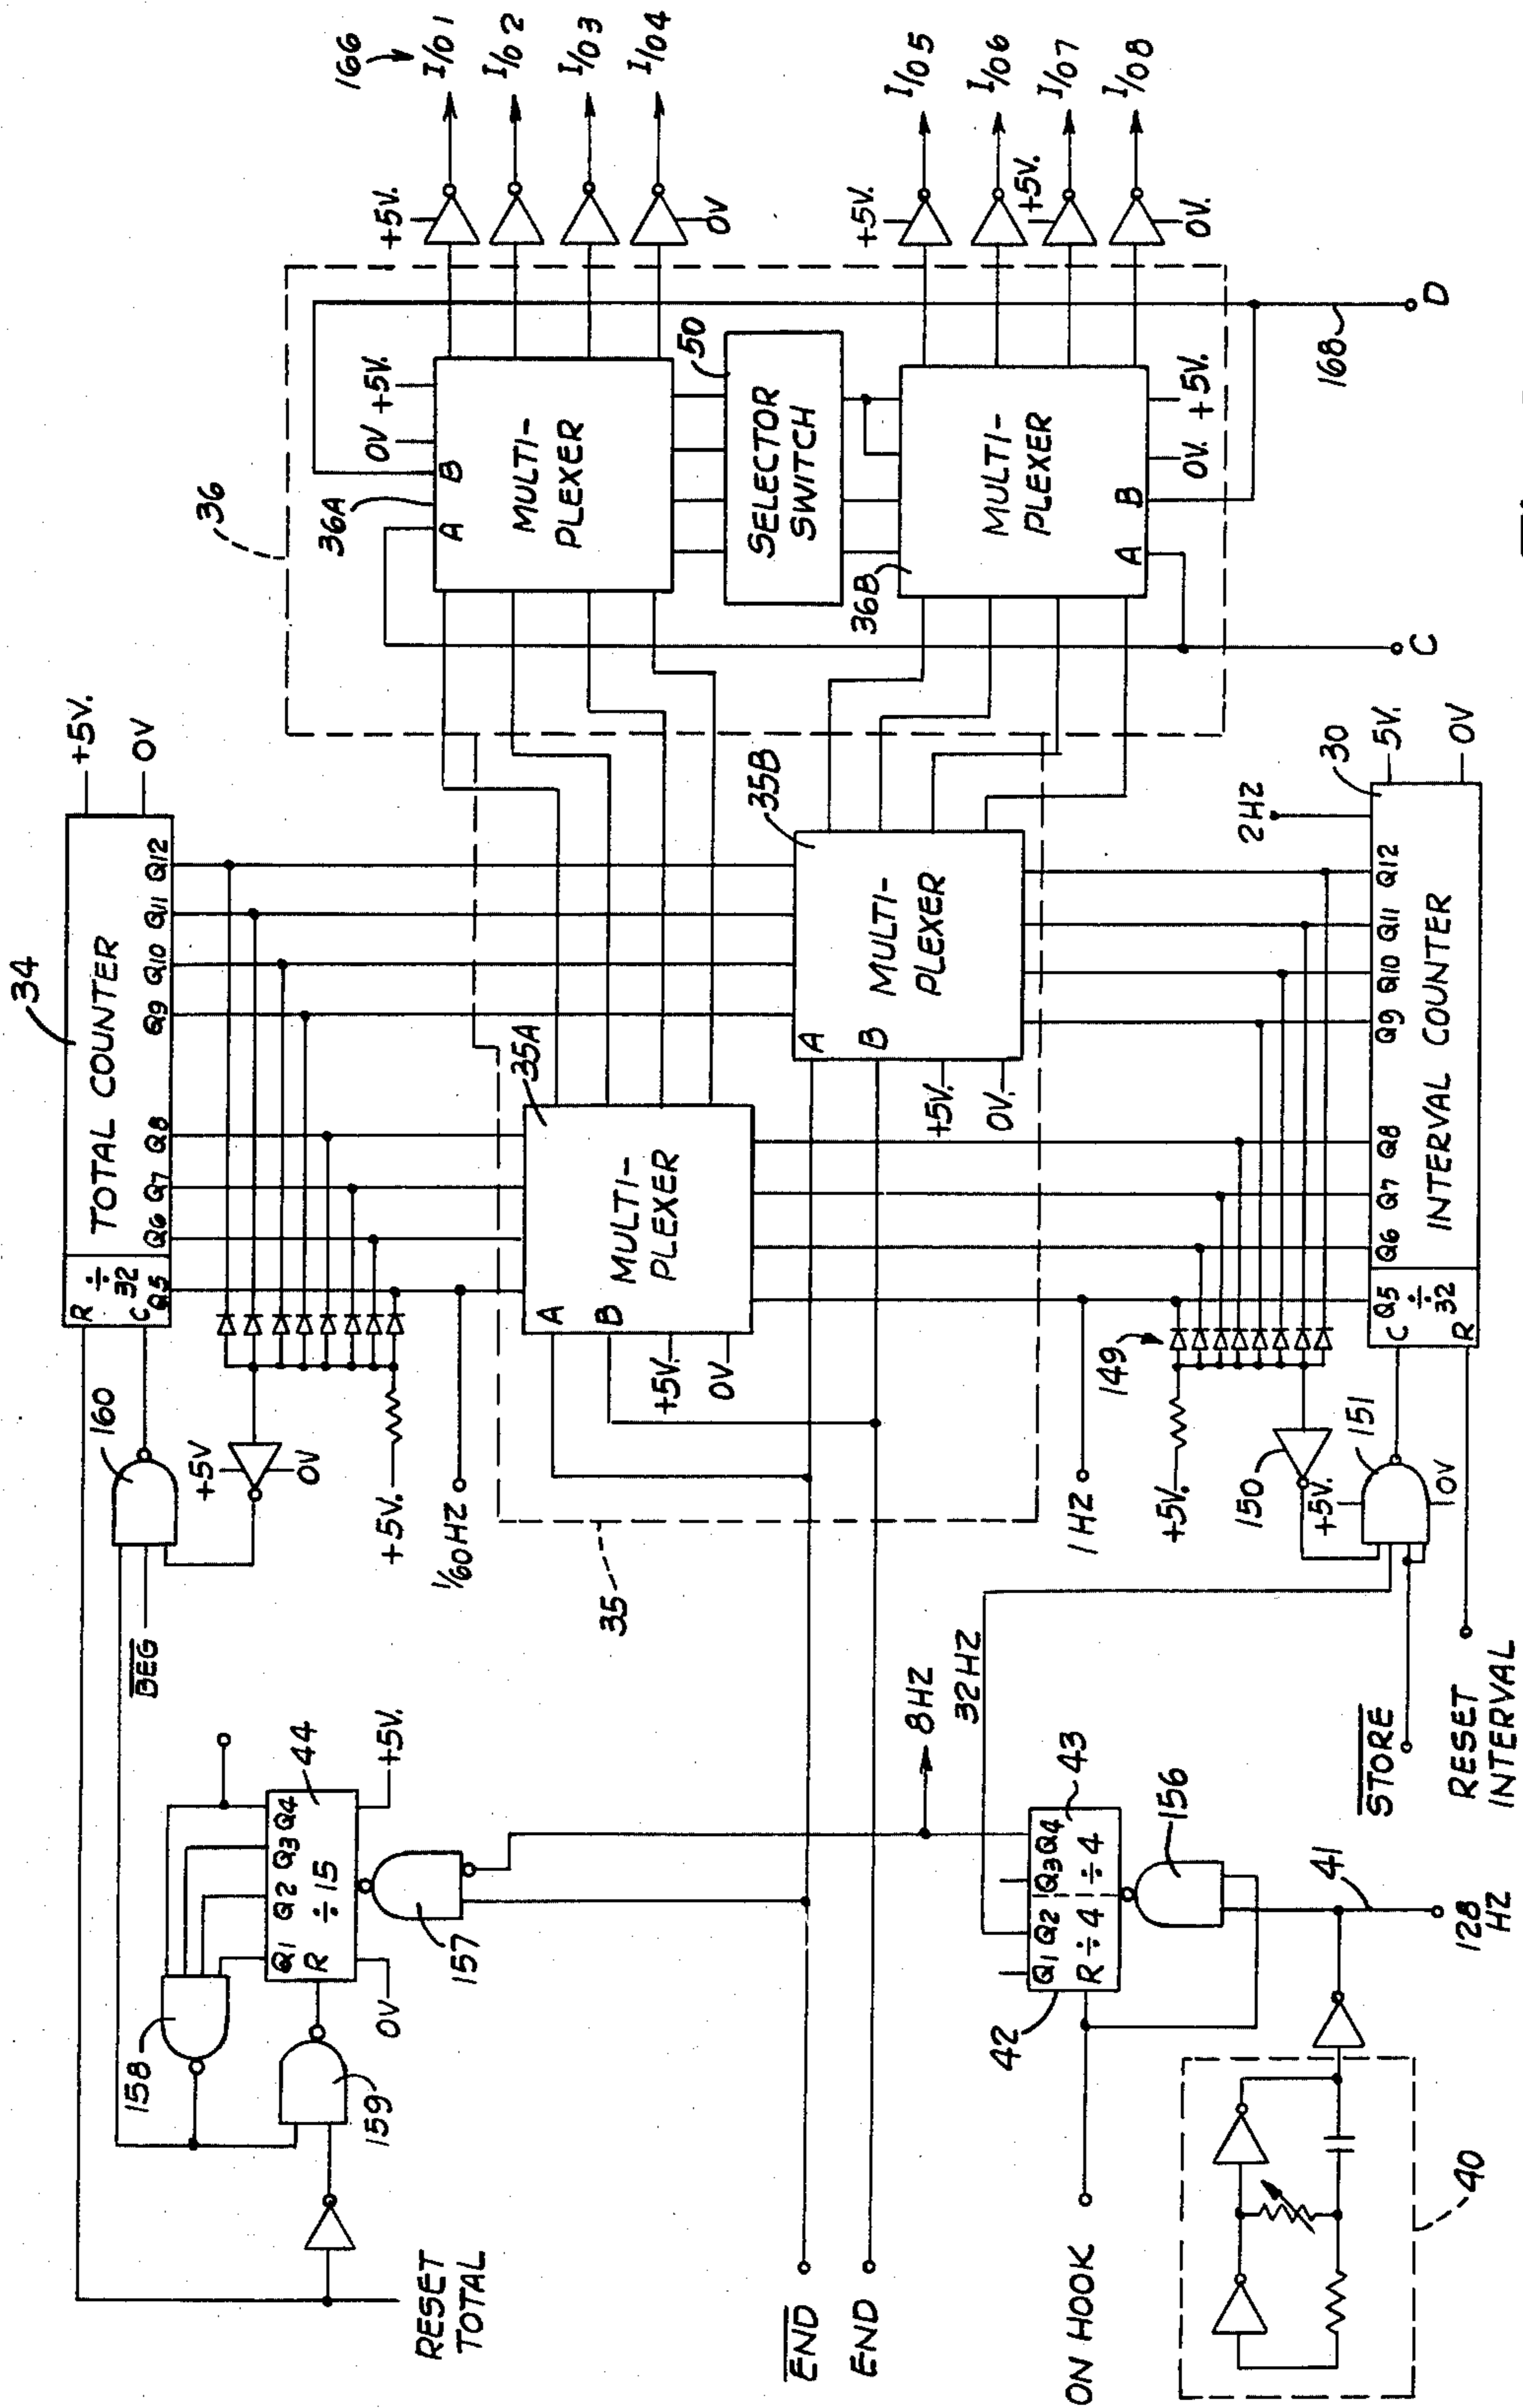 34
TOTAL COUNTER
÷
32
R
C
Q5
Q6
Q7
Q8
Q9
Q10
Q11
Q12
+5V.
0V
160
+5V
0V
+5V.
1/60HZ
BEG
RESET
TOTAL
158
159
Q1 Q2 Q3 Q4
R ÷15
44
+5V.
0V
157
35
35A
MULTI-
PLEXER
A
B
+5V.
0V
35B
MULTI-
PLEXER
A
B
+5V.
0V.
36
36A
MULTI-
PLEXER
A
B
0V
+5V.
50
SELECTOR
SWITCH
36B
MULTI-
PLEXER
A
B
0V.
+5V.
C
D
168
166
I/O1
I/O2
I/O3
I/O4
+5V.
0V
I/O5
I/O6
I/O7
I/O8
+5V.
+5V.
0V.
END
END
ON HOOK
40
41
128
HZ
156
42
43
Q1 Q2 Q3 Q4
R÷4 ÷4
8HZ
32HZ
STORE
RESET
INTERVAL
1HZ
149
+5V.
150
+5V.
151
0V
30
INTERVAL COUNTER
÷
32
C
R
Q5
Q6
Q7
Q8
Q9
Q10
Q11
Q12
2HZ
5V.
0V